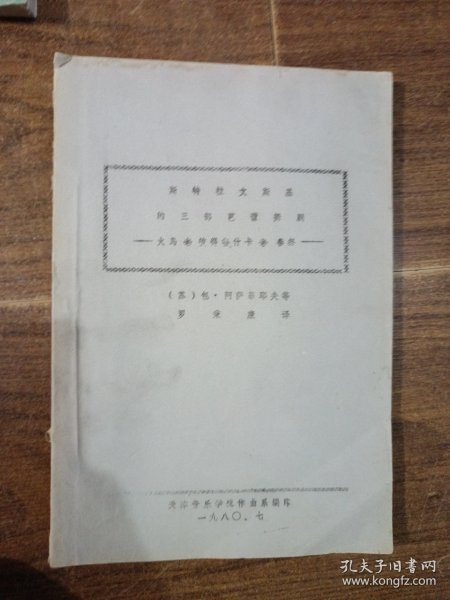 斯特拉文斯基
的三部芭蕾舞剧
——火鸟 彼得鲁什卡 春祭——
（苏）包·阿萨菲耶夫等
罗秉康 译
天津音乐学院作曲系编印
一九八〇、七
孔夫子旧书网
www.kongfz.com